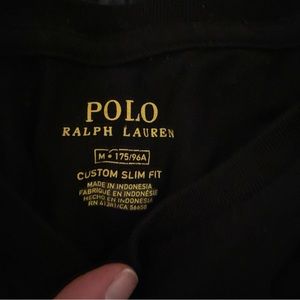 POLO
RALPH LAUREN
M • 175/96A
CUSTOM SLIM FIT
MADE IN INDONESIA
FABRIQUÉ EN INDONÉSIE
HECHO EN INDONESIA
RN 41381/CA 56650